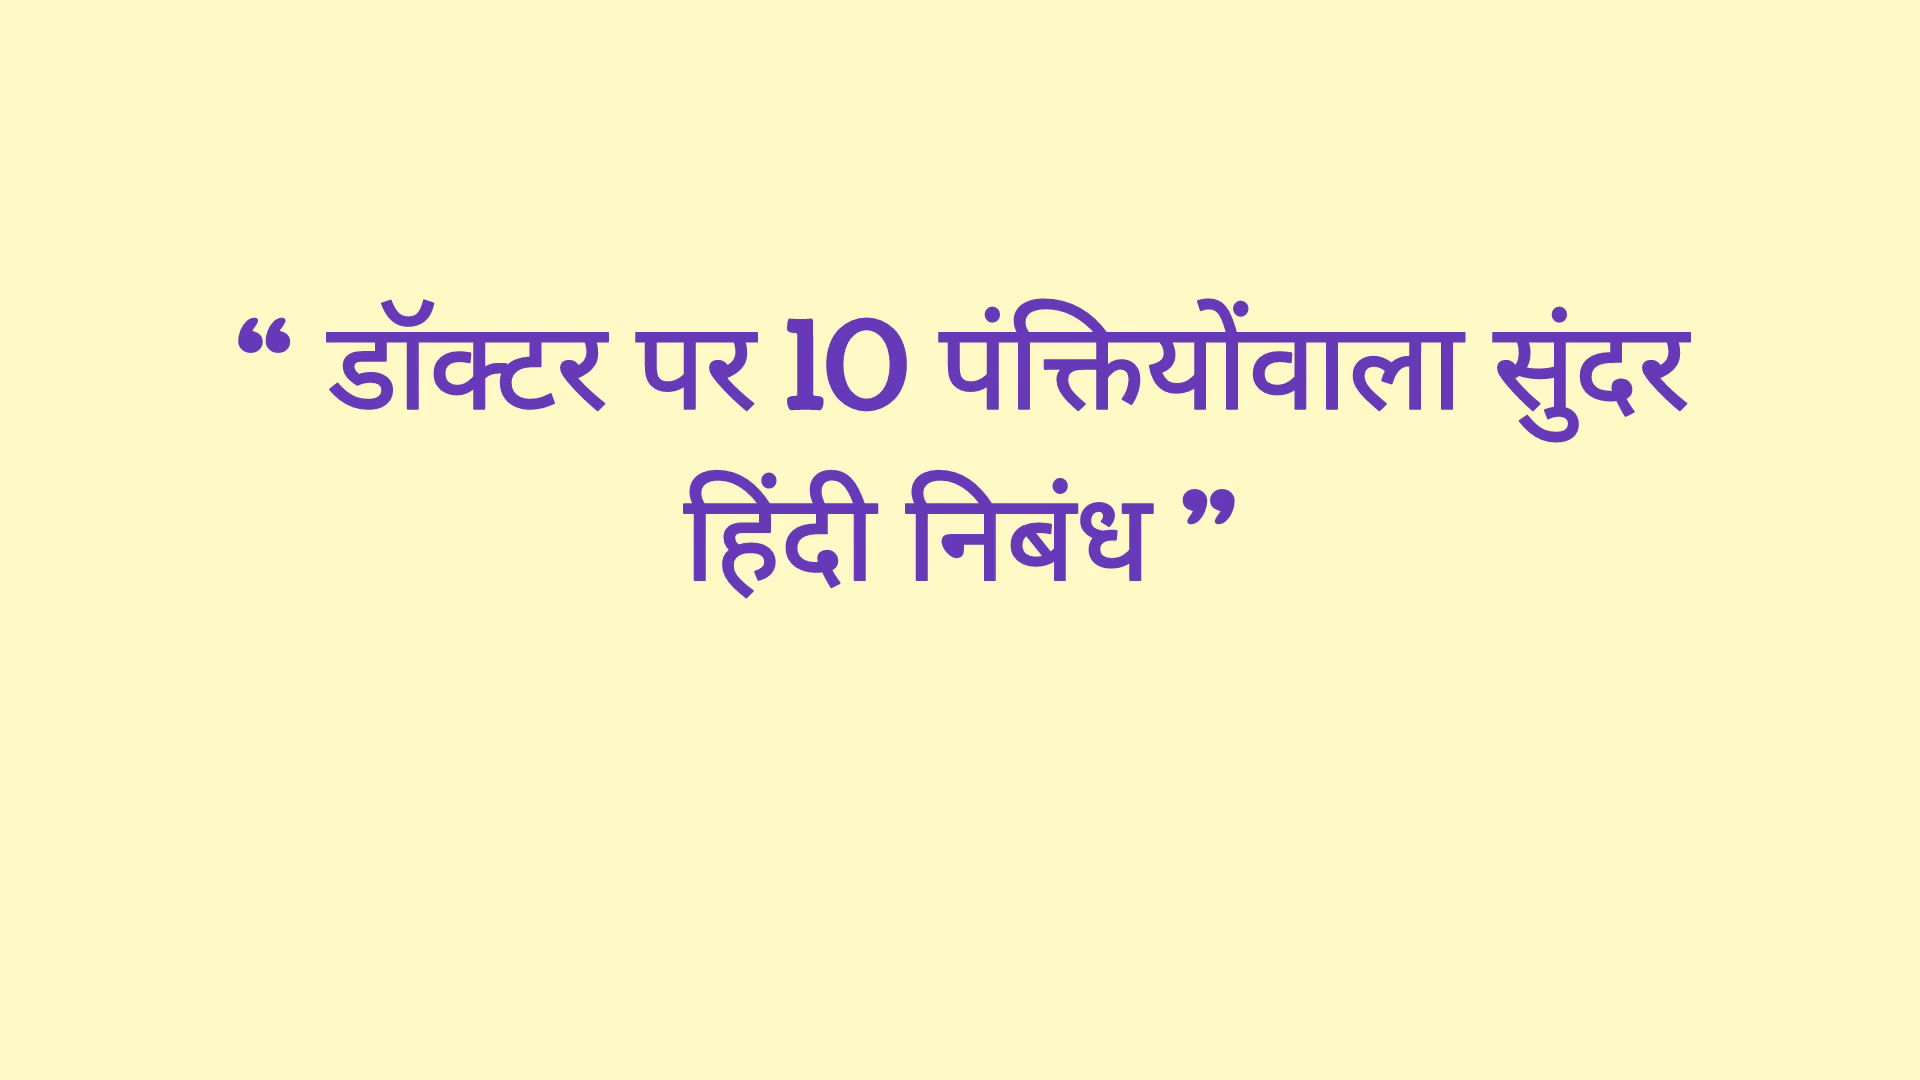 “ डॉक्टर पर 10 पंक्तियोंवाला सुंदर
हिंदी निबंध ”